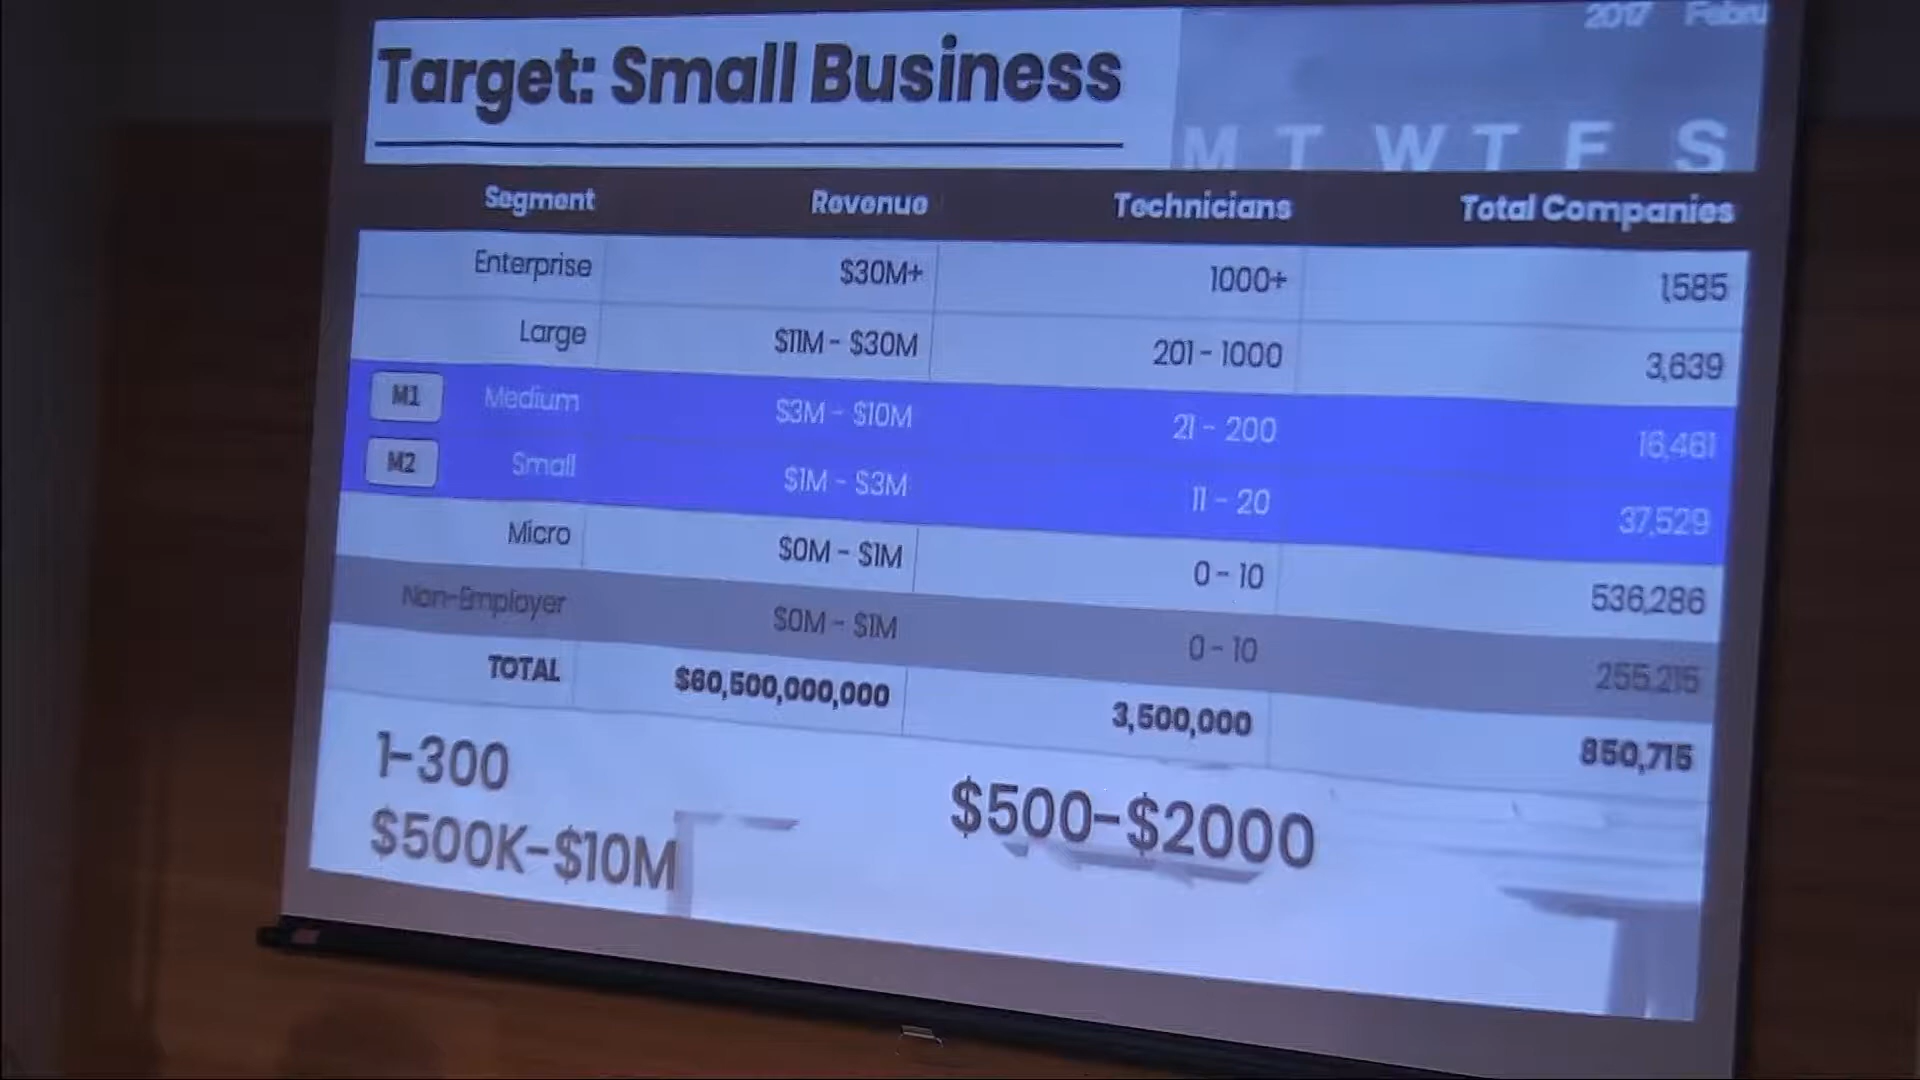 2017 Febru
Target: Small Business
M T W T F S
Segment Revenue Technicians Total Companies
Enterprise $30M+ 1000+ 1,585
Large $11M - $30M 201 - 1000 3,639
M1 Medium $3M - $10M 21 - 200 16,461
M2 Small $1M - $3M 11 - 20 37,529
Micro $0M - $1M 0 - 10 536,286
Non-Employer $0M - $1M 0 - 10 255,215
TOTAL $60,500,000,000 3,500,000 850,715
1-300
$500-$2000
$500K-$10M